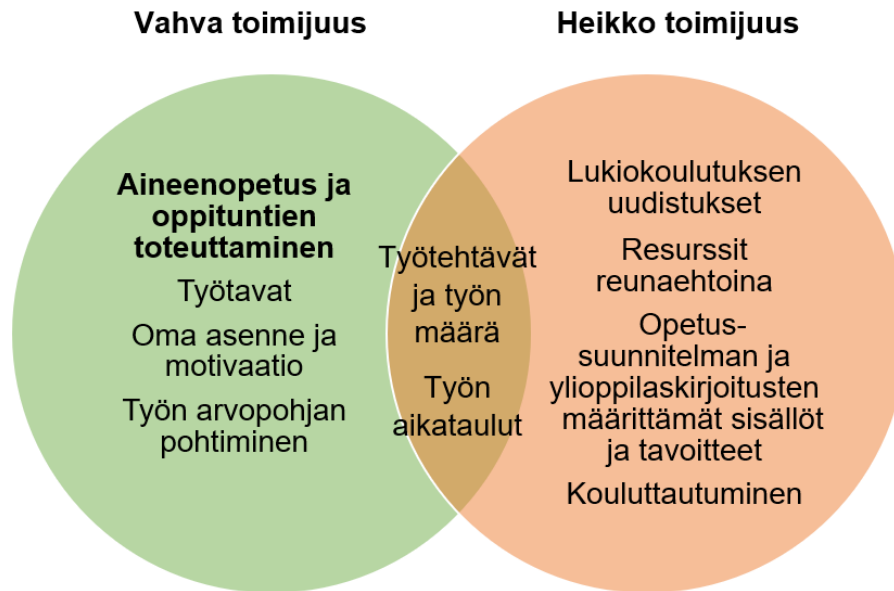 Vahva toimijuus
Heikko toimijuus
Aineenopetus ja
oppituntien
toteuttaminen
Työtavat
Oma asenne ja
motivaatio
Työn arvopohjan
pohtiminen
Työtehtävät
ja työn
määrä
Työn
aikataulut
Lukiokoulutuksen
uudistukset
Resurssit
reunaehtoina
Opetus-
suunnitelman ja
ylioppilaskirjoitusten
määrittämät sisällöt
ja tavoitteet
Kouluttautuminen